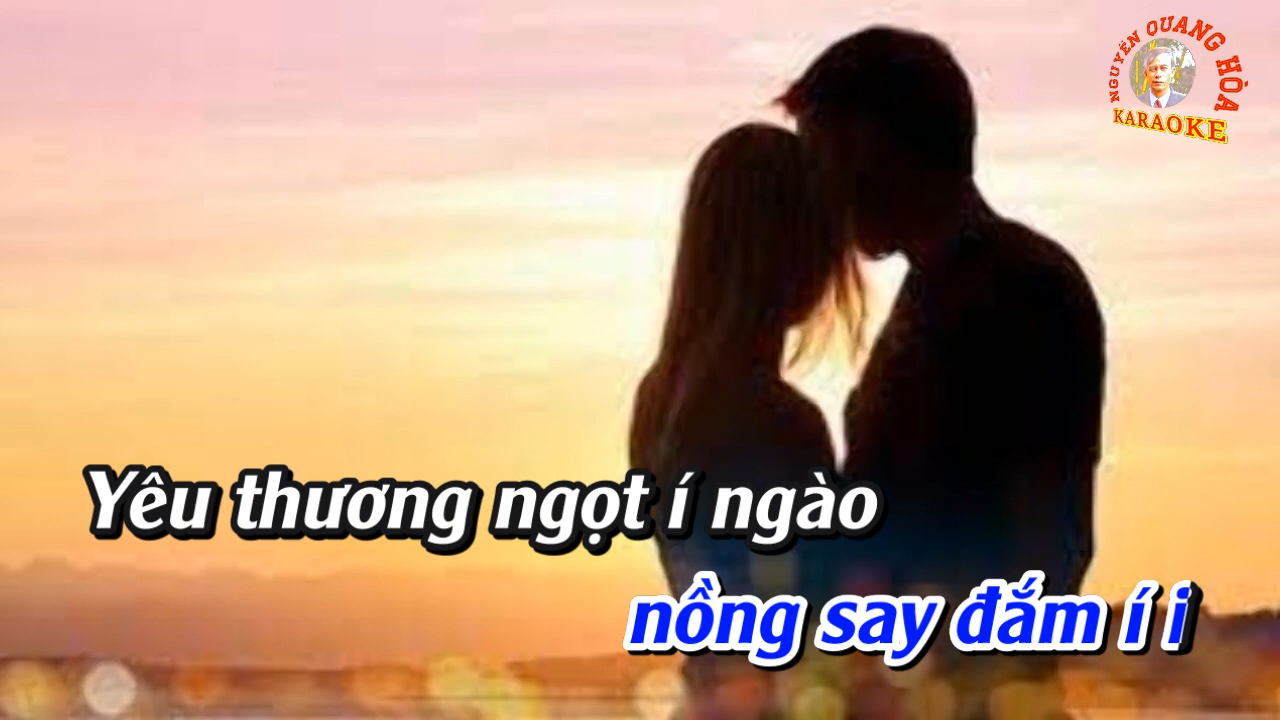 NGUYỄN QUANG HÒA
KARAOKE
Yêu thương ngọt í ngào
nồng say đắm í i